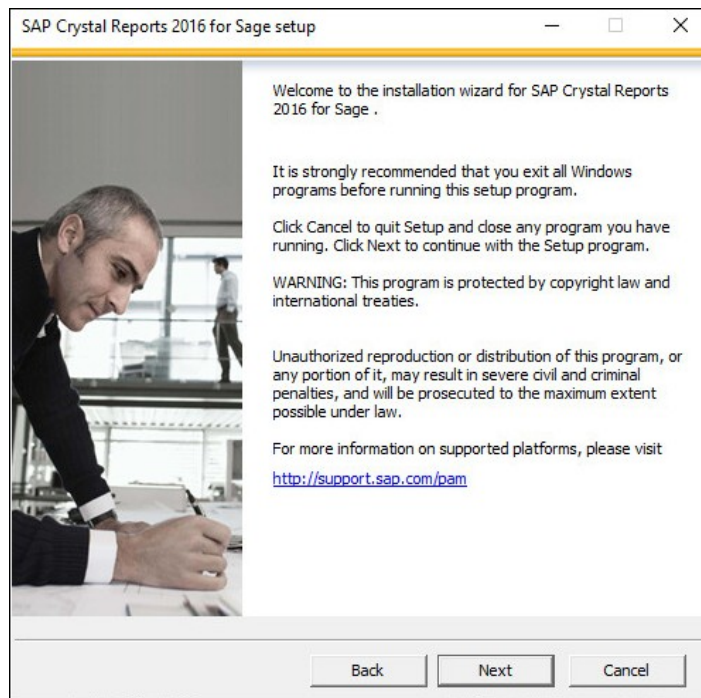 SAP Crystal Reports 2016 for Sage setup
Welcome to the installation wizard for SAP Crystal Reports
2016 for Sage .
It is strongly recommended that you exit all Windows
programs before running this setup program.
Click Cancel to quit Setup and close any program you have
running. Click Next to continue with the Setup program.
WARNING: This program is protected by copyright law and
international treaties.
Unauthorized reproduction or distribution of this program, or
any portion of it, may result in severe civil and criminal
penalties, and will be prosecuted to the maximum extent
possible under law.
For more information on supported platforms, please visit
http://support.sap.com/pam
Back
Next
Cancel